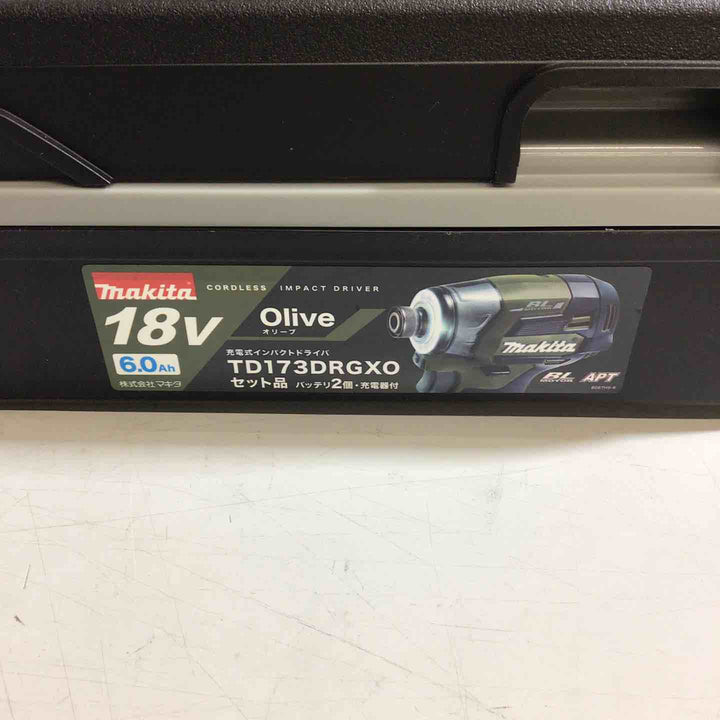 makita CORDLESS IMPACT DRIVER
18V
6.0Ah
株式会社マキタ
Olive
オリーブ
充電式インパクトドライバ
TD173DRGXO
セット品 バッテリ2個・充電器付
BL
makita
BL
MOTOR
APT